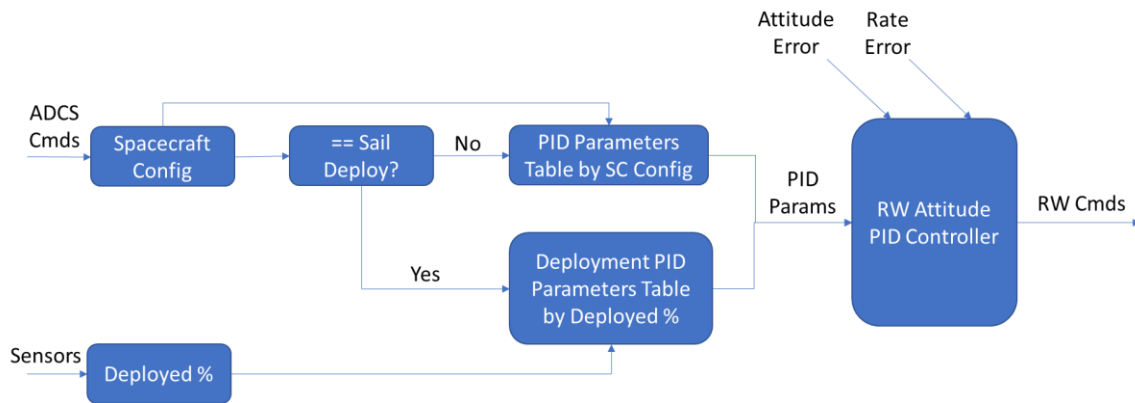 Attitude
Error
Rate
Error
ADCS
Cmds
Spacecraft
Config
== Sail
Deploy?
No
PID Parameters
Table by SC Config
PID
Params
RW Attitude
PID Controller
RW Cmds
Yes
Deployment PID
Parameters Table
by Deployed %
Sensors
Deployed %